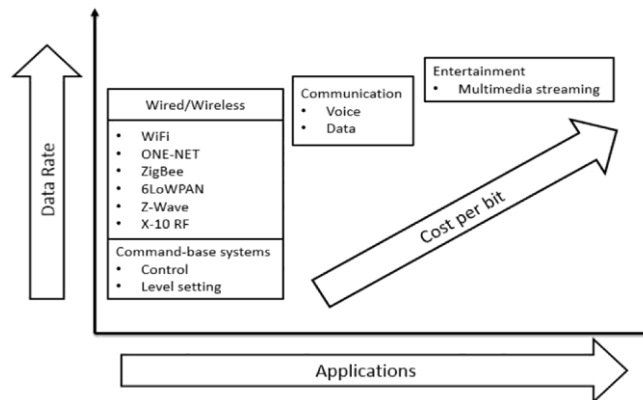 Data Rate
Wired/Wireless
• WiFi
• ONE-NET
• ZigBee
• 6LoWPAN
• Z-Wave
• X-10 RF
Command-base systems
• Control
• Level setting
Communication
• Voice
• Data
Entertainment
• Multimedia streaming
Cost per bit
Applications